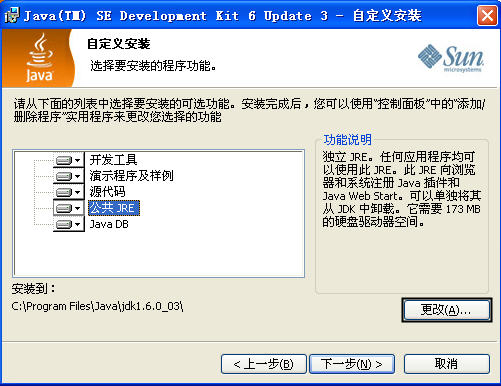 Java(TM) SE Development Kit 6 Update 3 - 自定义安装
自定义安装
选择要安装的程序功能。
Java
Sun
microsystems
请从下面的列表中选择要安装的可选功能。安装完成后，您可以使用“控制面板”中的“添加/
删除程序”实用程序来更改您选择的功能
开发工具
演示程序及样例
源代码
公共 JRE
Java DB
功能说明
独立 JRE。任何应用程序均可
以使用此 JRE。此 JRE 向浏览
器和系统注册 Java 插件和
Java Web Start。可以单独将其
从 JDK 中卸载。它需要 173 MB
的硬盘驱动器空间。
安装到：
C:\Program Files\Java\jdk1.6.0_03\
更改(A)...
< 上一步(B)
下一步(N) >
取消